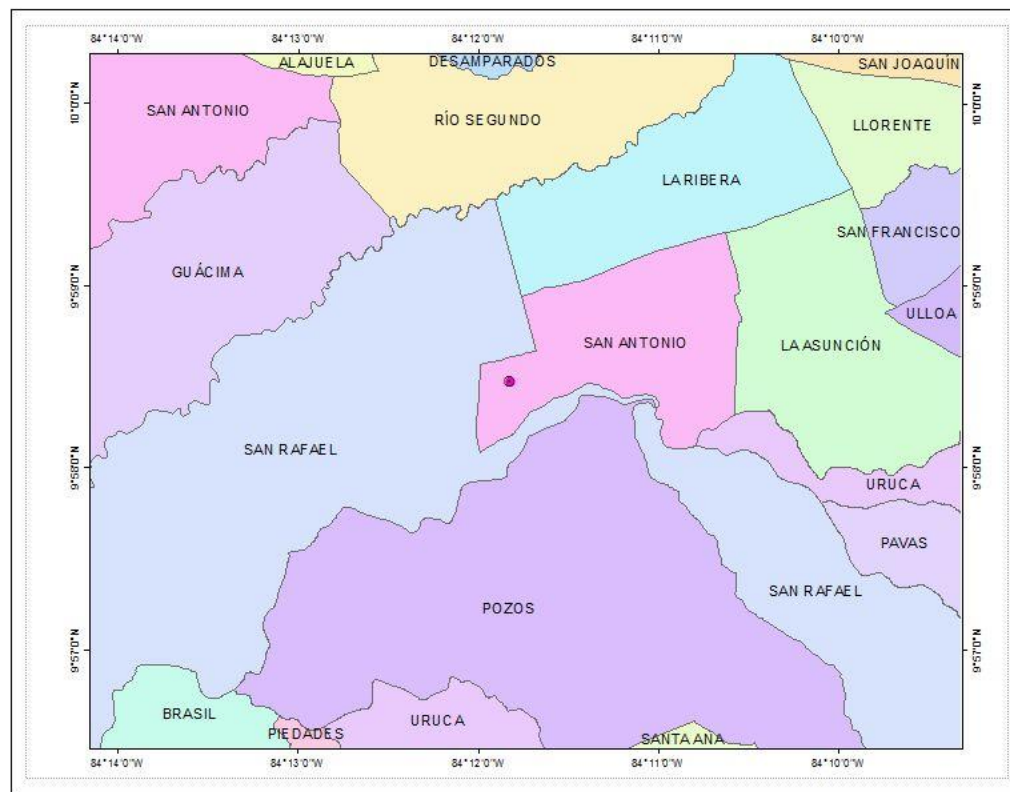 84°14'0"W 84°13'0"W 84°12'0"W 84°11'0"W 84°10'0"W
ALAJUELA
DESAMPARADOS
SAN JOAQUÍN
10°0'0"N
10°0'0"N
SAN ANTONIO
RÍO SEGUNDO
LLORENTE
LA RIBERA
SAN FRANCISCO
GUÁCIMA
9°59'0"N
9°59'0"N
ULLOA
SAN ANTONIO
LA ASUNCIÓN
SAN RAFAEL
9°58'0"N
9°58'0"N
URUCA
PAVAS
SAN RAFAEL
POZOS
9°57'0"N
9°57'0"N
BRASIL
URUCA
PIEDADES
SANTA ANA
84°14'0"W 84°13'0"W 84°12'0"W 84°11'0"W 84°10'0"W